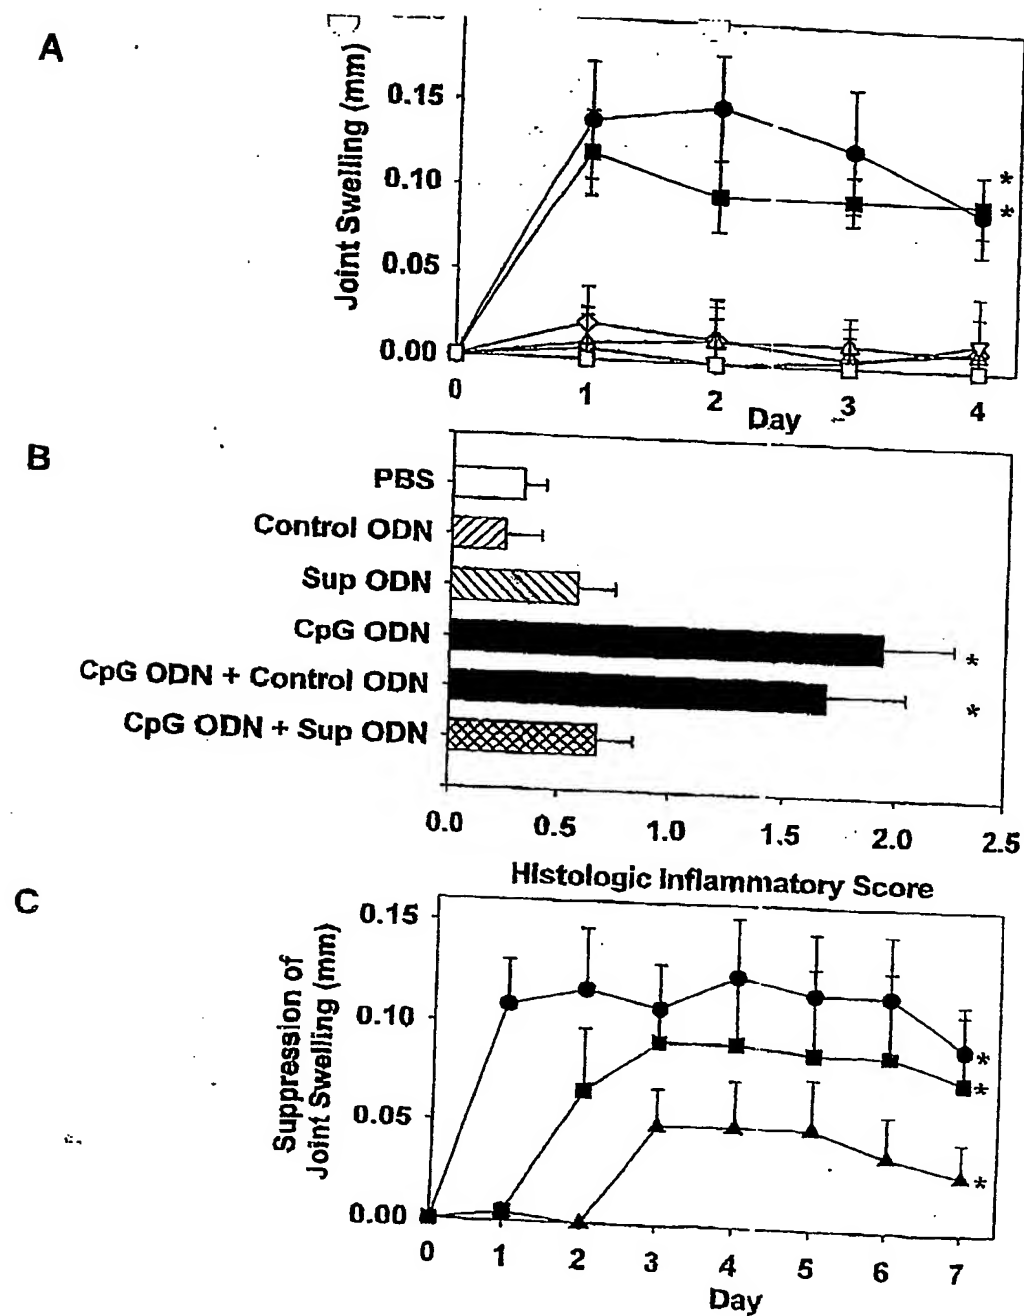 A
Joint Swelling (mm)
0.15
0.10
0.05
0.00
*
*
0 1 2 3 4
Day
B
PBS
Control ODN
Sup ODN
CpG ODN
CpG ODN + Control ODN
CpG ODN + Sup ODN
*
*
0.0 0.5 1.0 1.5 2.0 2.5
Histologic Inflammatory Score
C
Suppression of
Joint Swelling (mm)
0.15
0.10
0.05
0.00
*
*
*
0 1 2 3 4 5 6 7
Day